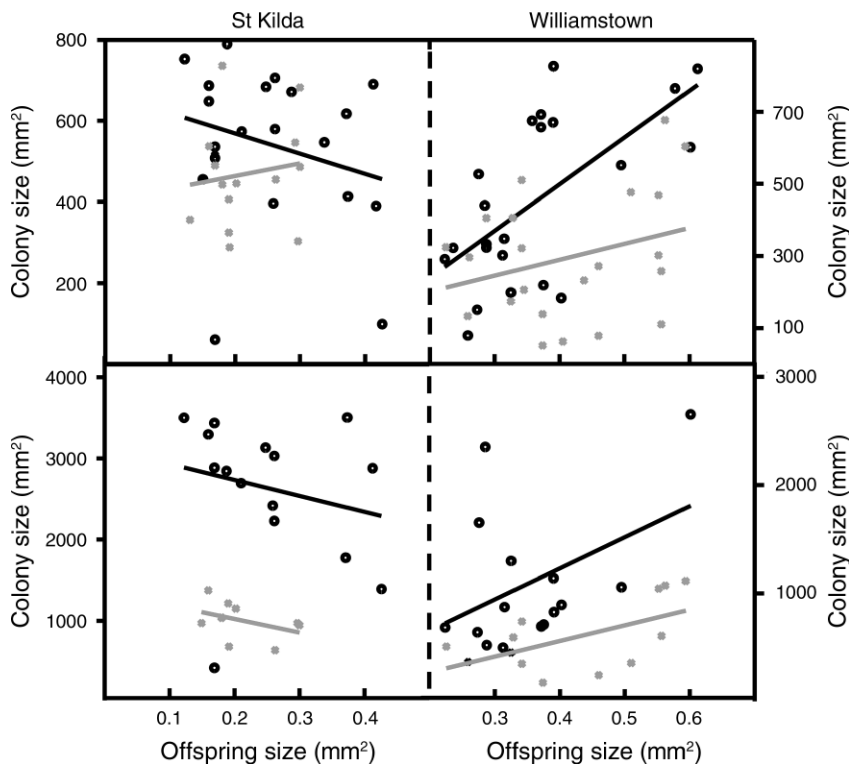 St Kilda Williamstown
800
600
400
200
Colony size (mm²)
700
500
300
100
Colony size (mm²)
4000
3000
2000
1000
Colony size (mm²)
3000
2000
1000
Colony size (mm²)
0.1 0.2 0.3 0.4 0.3 0.4 0.5 0.6
Offspring size (mm²) Offspring size (mm²)